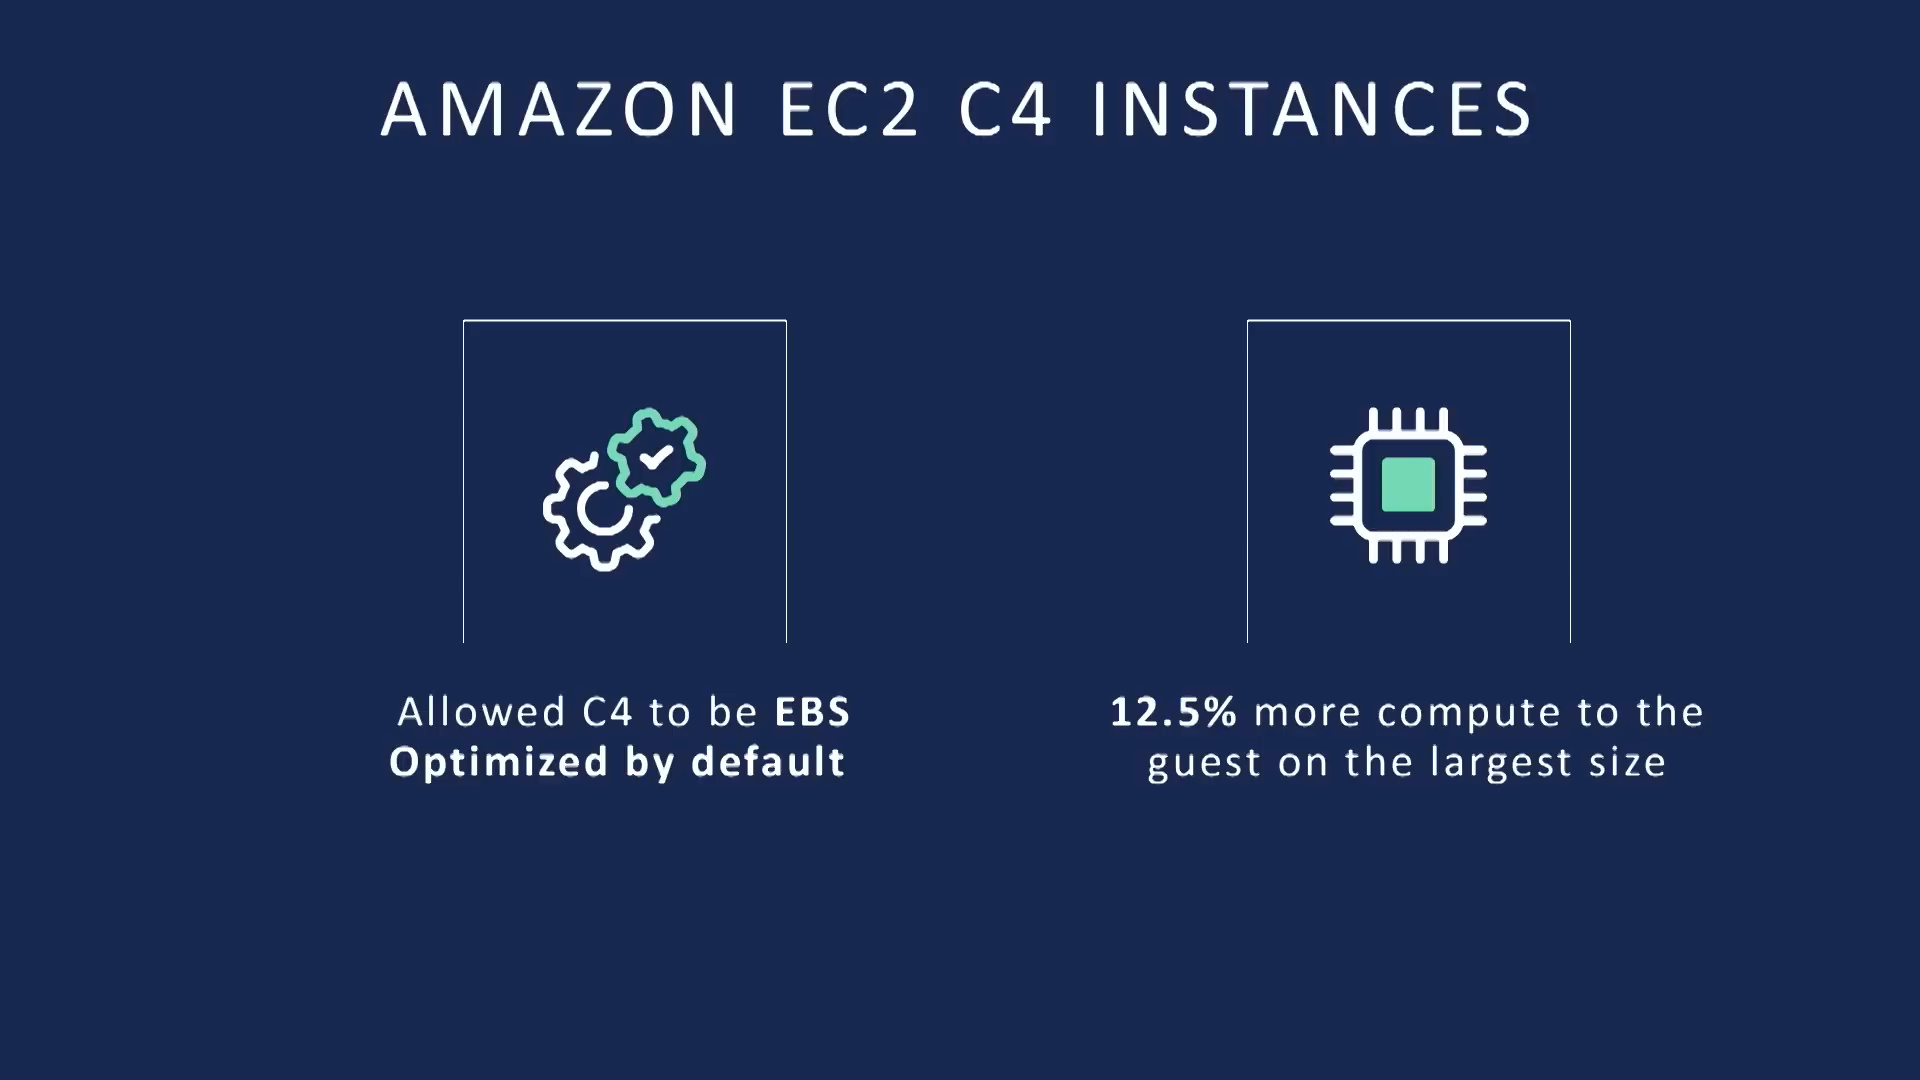 AMAZON EC2 C4 INSTANCES
Allowed C4 to be EBS
Optimized by default
12.5% more compute to the
guest on the largest size